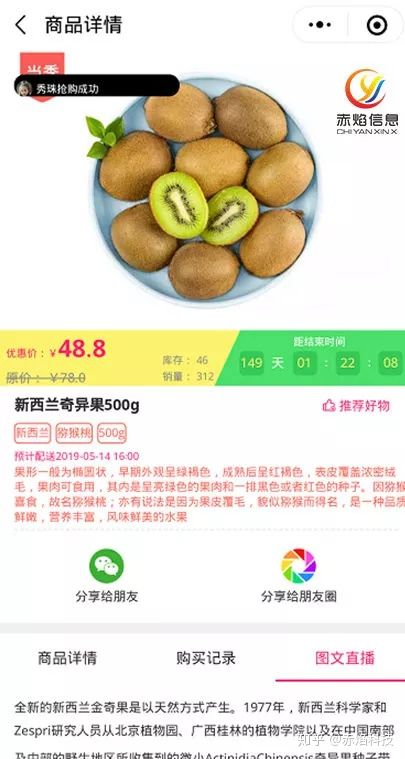 商品详情
当季
秀珠抢购成功
赤焰信息
CHIYANXINX
优惠价：￥48.8
原价：￥78.0
库存： 46
销量： 312
距结束时间
149 天 01 : 22 : 08
新西兰奇异果500g
推荐好物
新西兰 猕猴桃 500g
预计配送2019-05-14 16:00
果形一般为椭圆状，早期外观呈绿褐色，成熟后呈红褐色，表皮覆盖浓密绒
毛，果肉可食用，其内是呈亮绿色的果肉和一排黑色或者红色的种子。因猕猴
喜食，故名猕猴桃；亦有说法是因为果皮覆毛，貌似猕猴而得名，是一种品质
鲜嫩，营养丰富，风味鲜美的水果
分享给朋友
分享给朋友圈
商品详情 购买记录 图文直播
全新的新西兰金奇果是以天然方式产生。1977年，新西兰科学家和
Zespri研究人员从北京植物园、广西桂林的植物学院以及在中国南部
及中部的野生地区所收集到的微小ActinidiaChinensis奇异果种子带
知乎 @赤焰科技